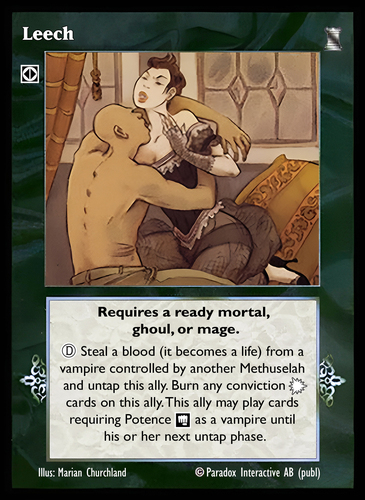 Leech
Requires a ready mortal,
ghoul, or mage.
Ⓓ Steal a blood (it becomes a life) from a
vampire controlled by another Methuselah
and untap this ally. Burn any conviction
cards on this ally. This ally may play cards
requiring Potence as a vampire until
his or her next untap phase.
Illus: Marian Churchland © Paradox Interactive AB (publ)